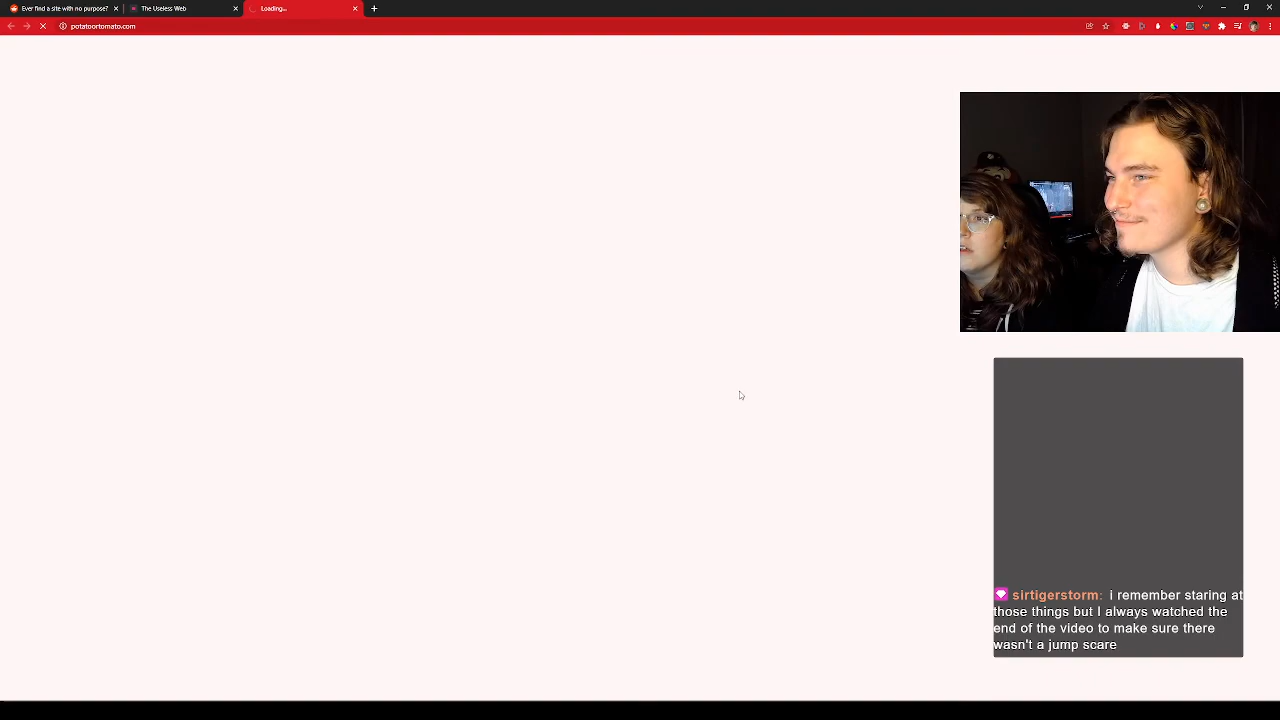 Ever find a site with no purpose?
The Useless Web
Loading...
potatoortomato.com
sirtigerstorm: i remember staring at
those things but I always watched the
end of the video to make sure there
wasn't a jump scare